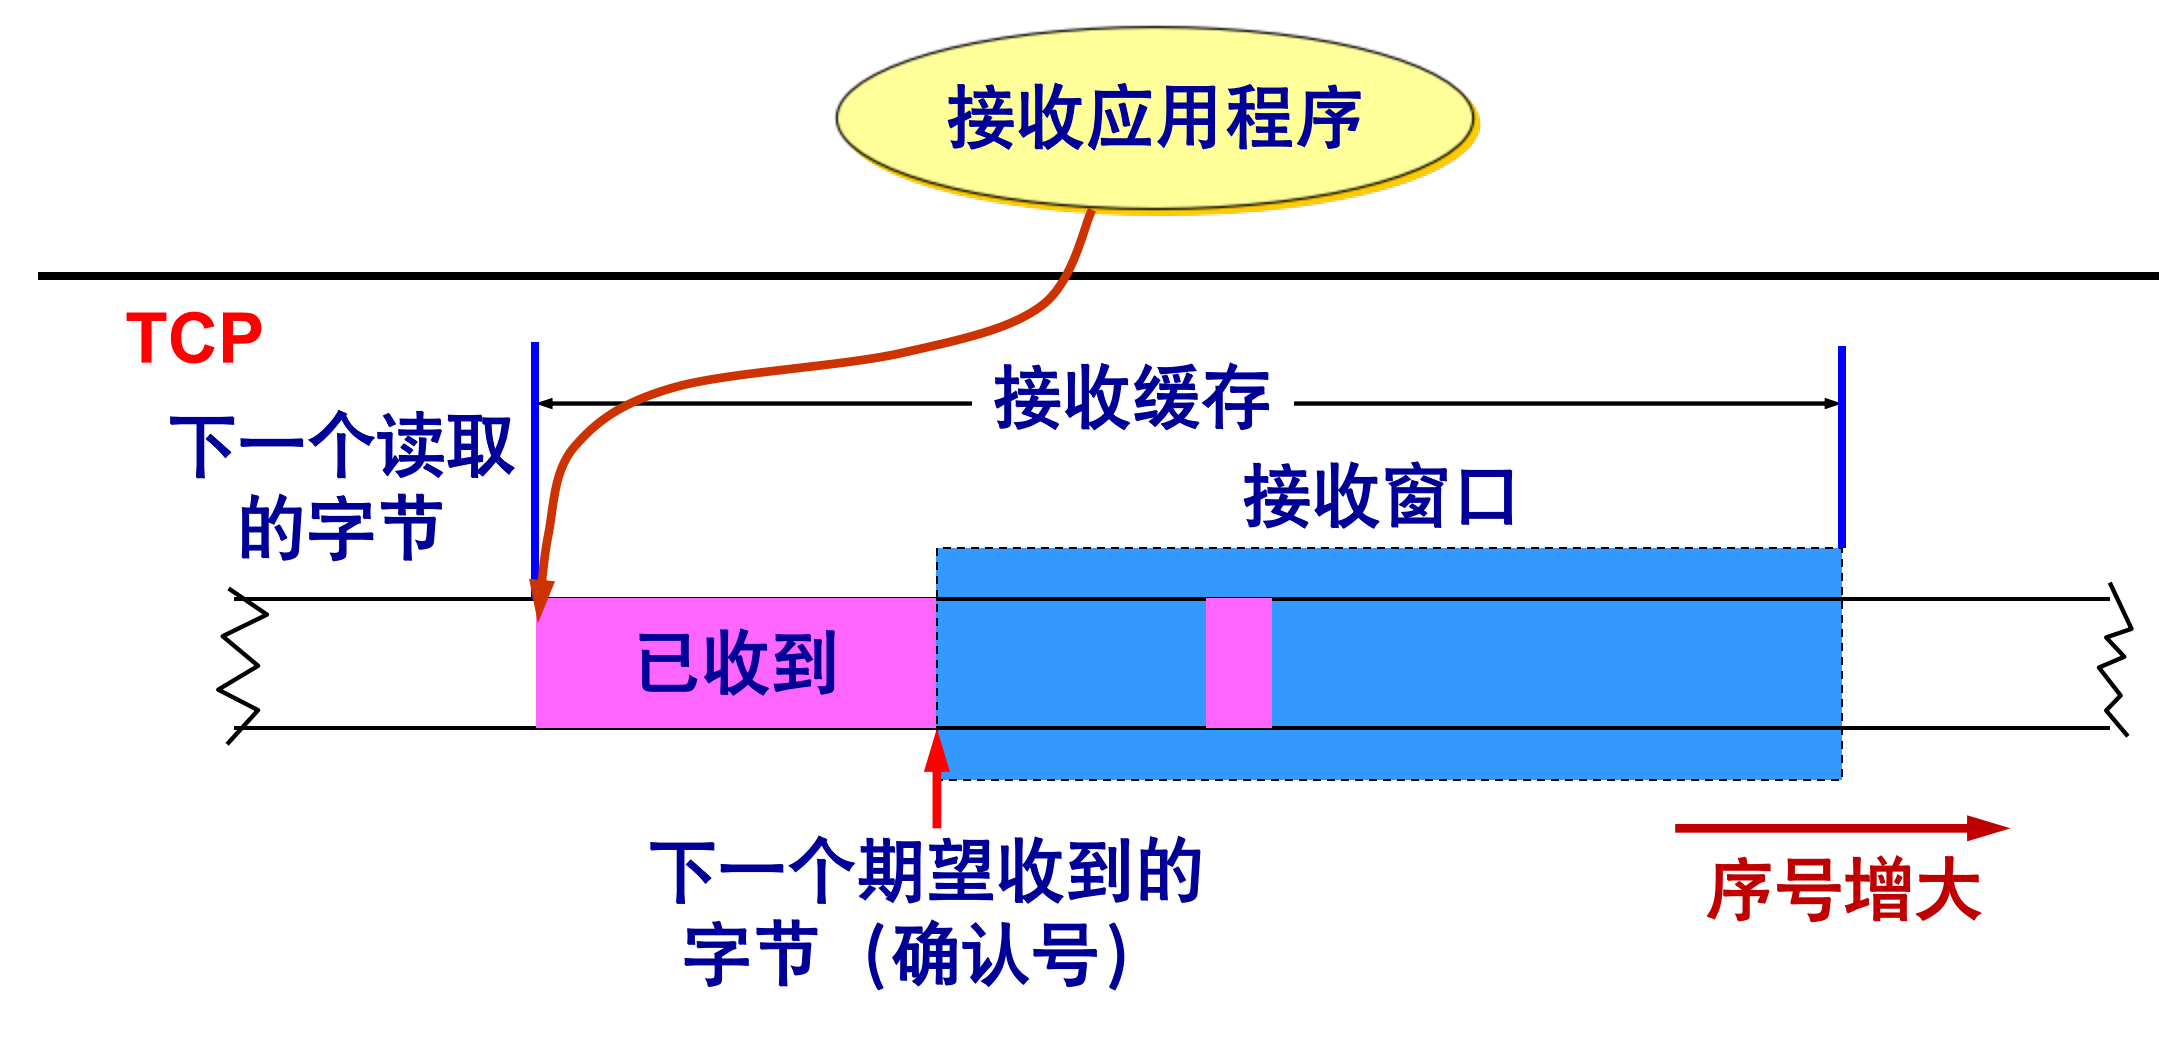 接收应用程序
TCP
接收缓存
下一个读取
的字节
接收窗口
已收到
下一个期望收到的
字节（确认号）
序号增大